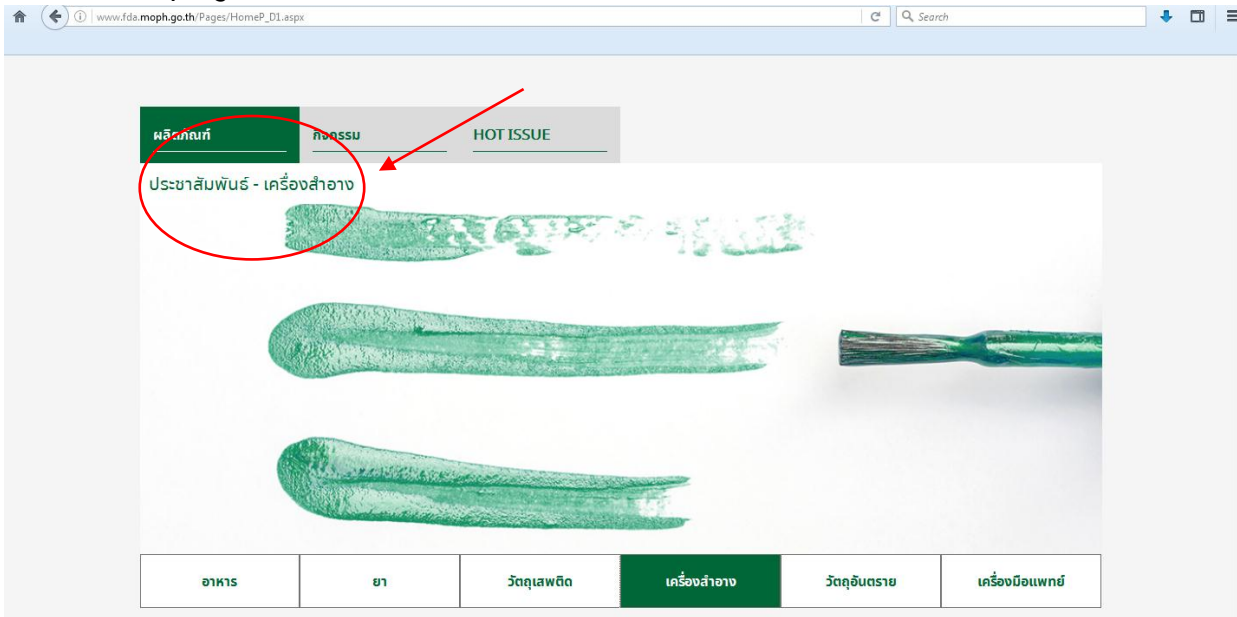 www.fda.moph.go.th/Pages/HomeP_D1.aspx
Search
ผลิตภัณฑ์ กิจกรรม HOT ISSUE
ประชาสัมพันธ์ - เครื่องสำอาง
อาหาร ยา วัตถุเสพติด เครื่องสำอาง วัตถุอันตราย เครื่องมือแพทย์